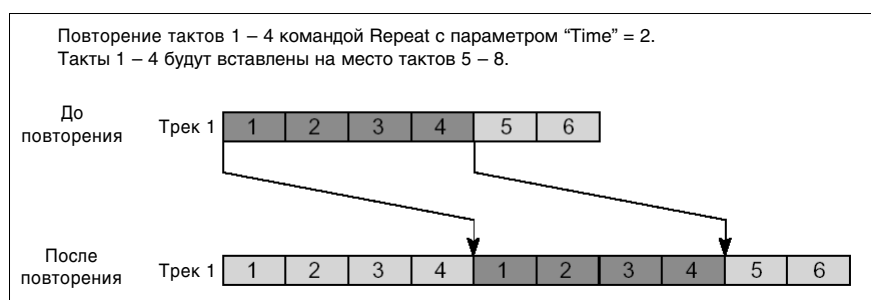 Повторение тактов 1 – 4 командой Repeat с параметром “Time” = 2.
Такты 1 – 4 будут вставлены на место тактов 5 – 8.
До повторения Трек 1 1 2 3 4 5 6
После повторения Трек 1 1 2 3 4 1 2 3 4 5 6